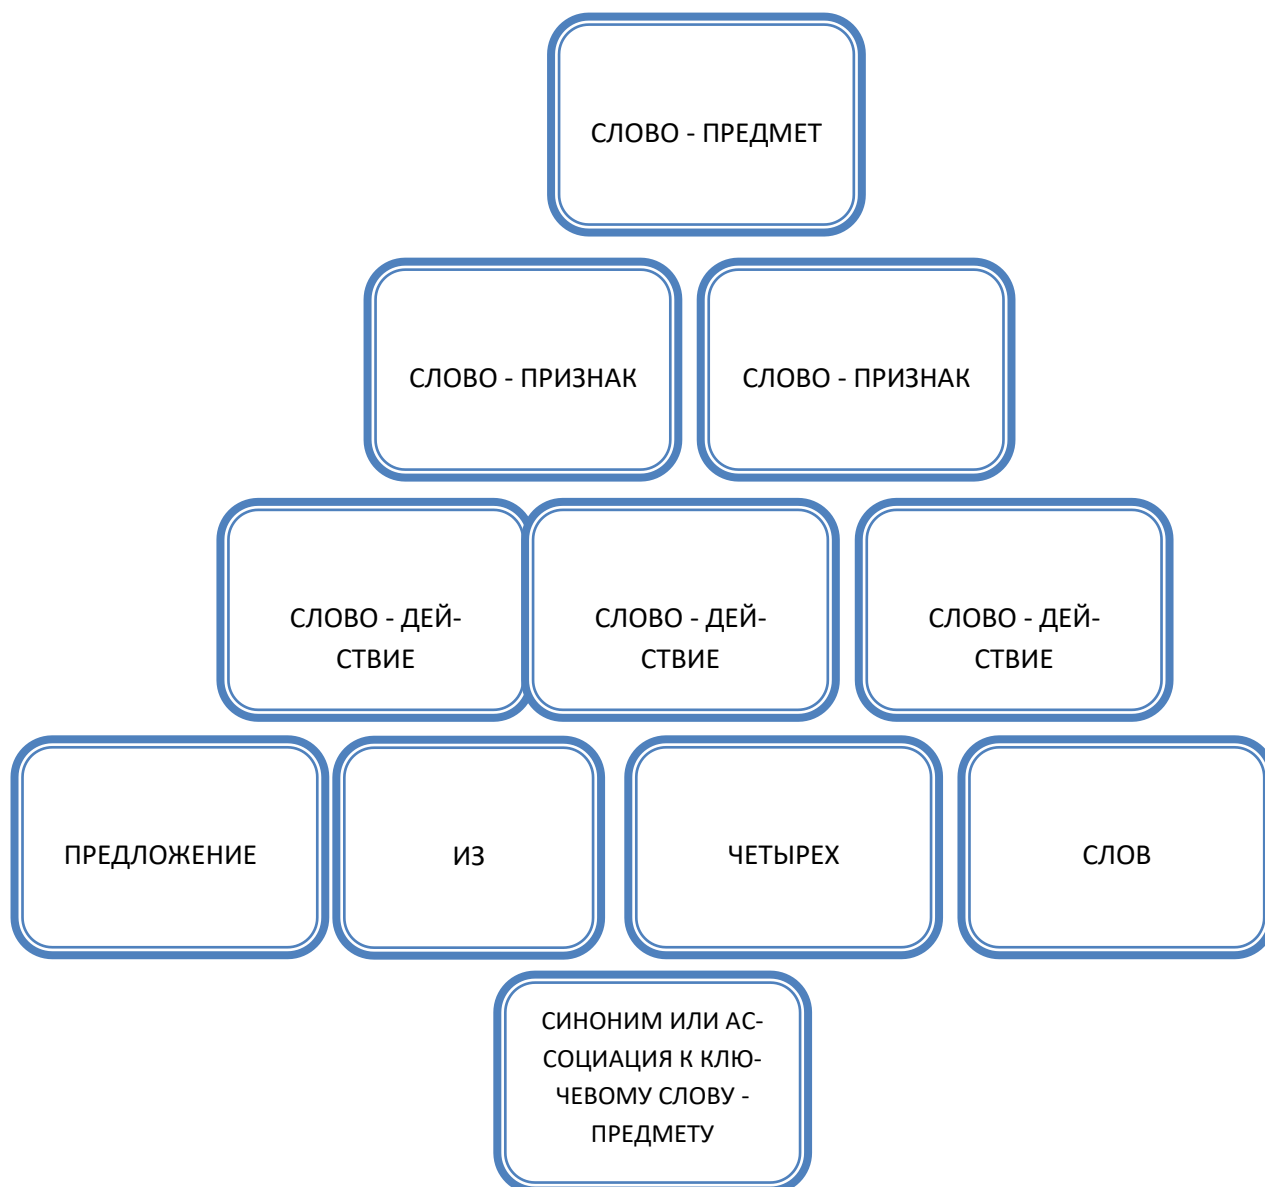 СЛОВО - ПРЕДМЕТ
СЛОВО - ПРИЗНАК
СЛОВО - ПРИЗНАК
СЛОВО - ДЕЙ-
СТВИЕ
СЛОВО - ДЕЙ-
СТВИЕ
СЛОВО - ДЕЙ-
СТВИЕ
ПРЕДЛОЖЕНИЕ
ИЗ
ЧЕТЫРЕХ
СЛОВ
СИНОНИМ ИЛИ АС-
СОЦИАЦИЯ К КЛЮ-
ЧЕВОМУ СЛОВУ -
ПРЕДМЕТУ